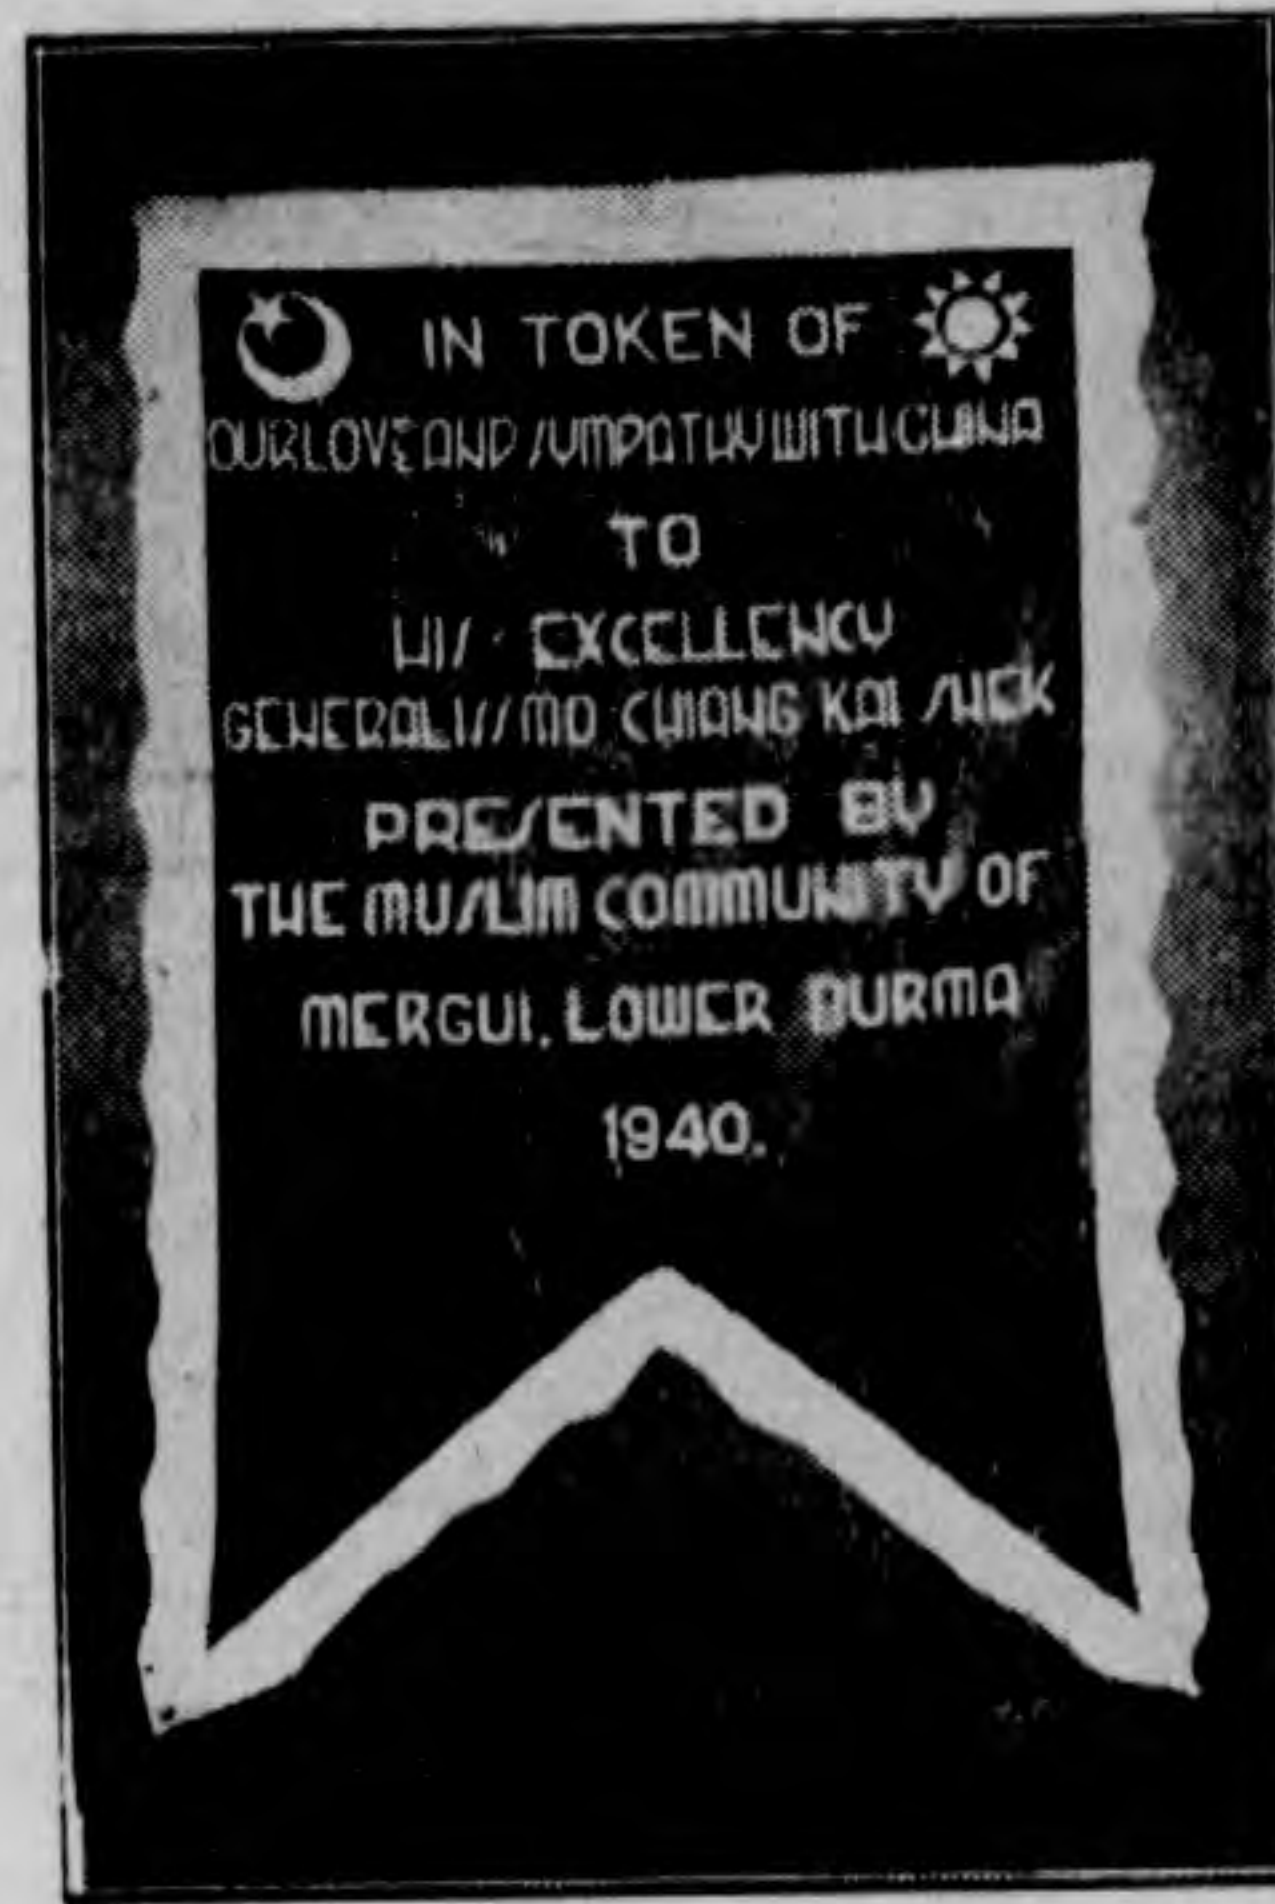 IN TOKEN OF
OUR LOVE AND SYMPATHY WITH CHINA
TO
HIS EXCELLENCY
GENERALISSMO CHIANG KAI SHEK
PRESENTED BY
THE MUSLIM COMMUNITY OF
MERGUI, LOWER BURMA
1940.